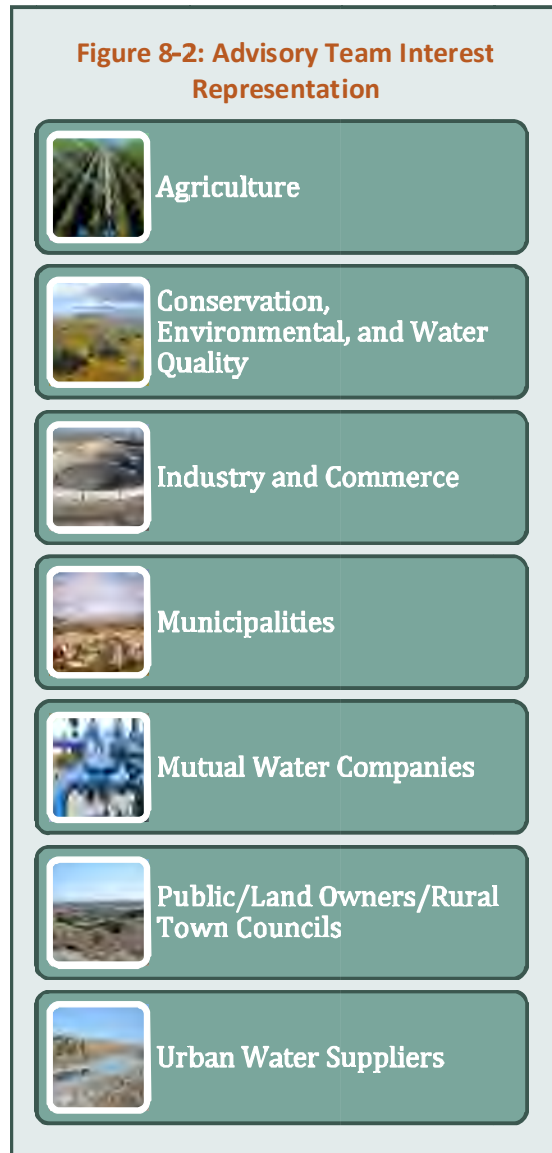 Figure 8-2: Advisory Team Interest
Representation
Agriculture
Conservation,
Environmental, and Water
Quality
Industry and Commerce
Municipalities
Mutual Water Companies
Public/Land Owners/Rural
Town Councils
Urban Water Suppliers